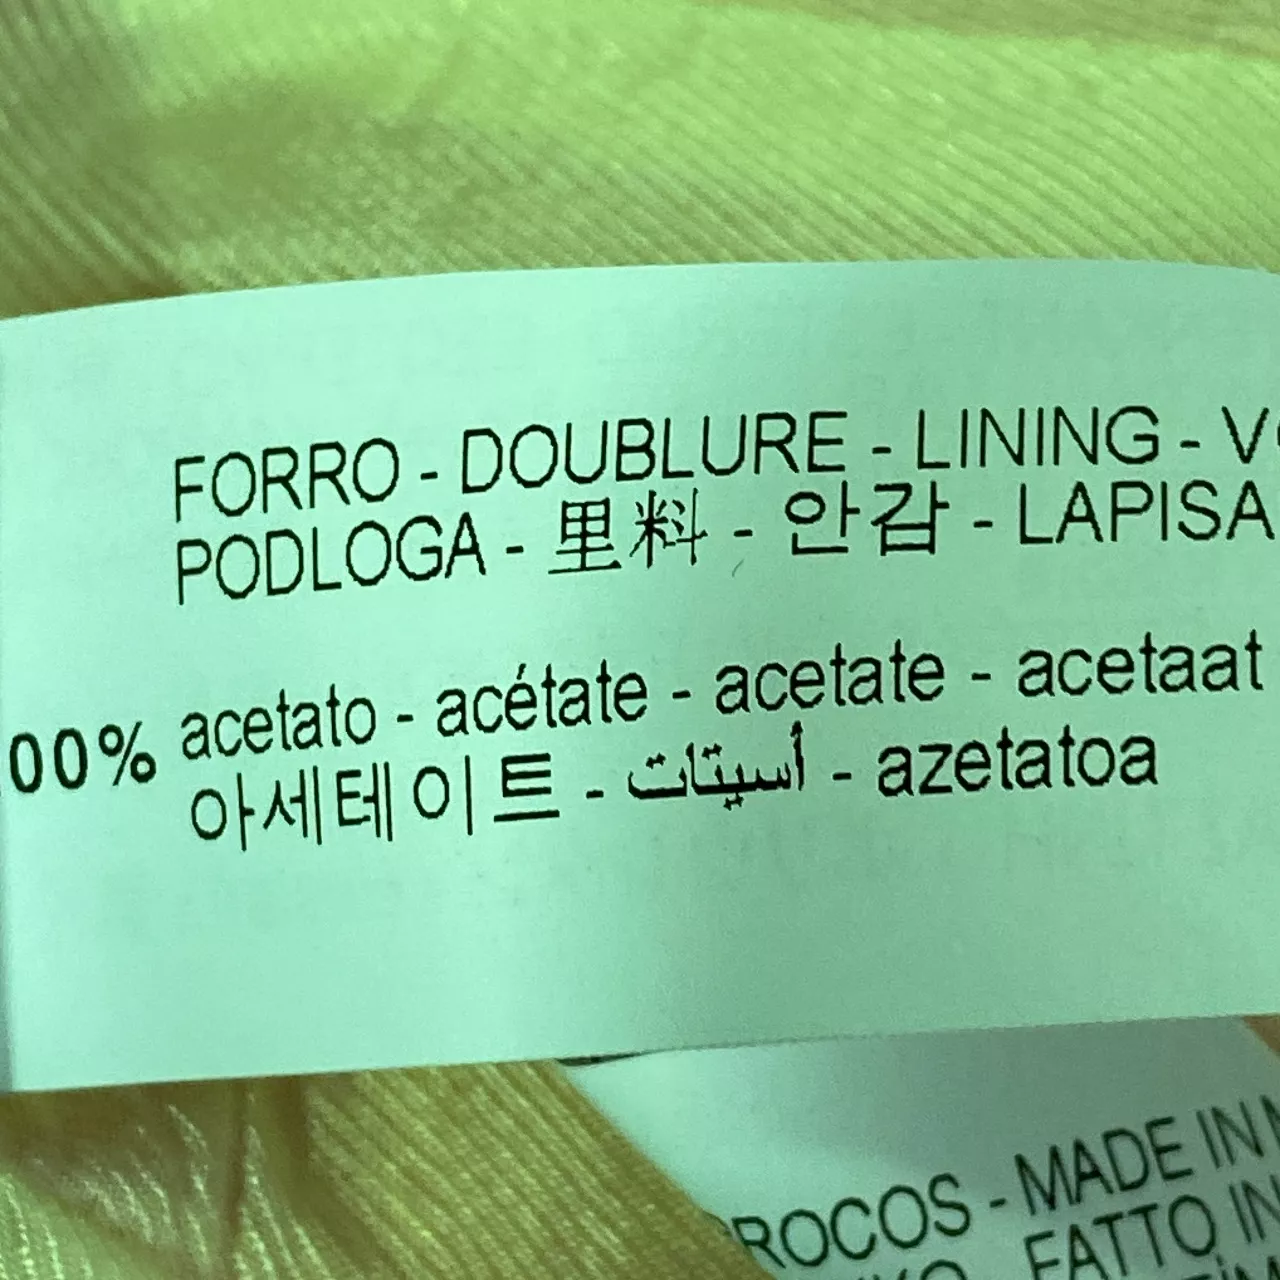 FORRO - DOUBLURE - LINING -
PODLOGA - 里料 - 안감 - LAPISA
00% acetato - acétate - acetate - acetaat
아세테이트 - أسيتات - azetatoa
ROCOS - MADE IN
FATTO IN